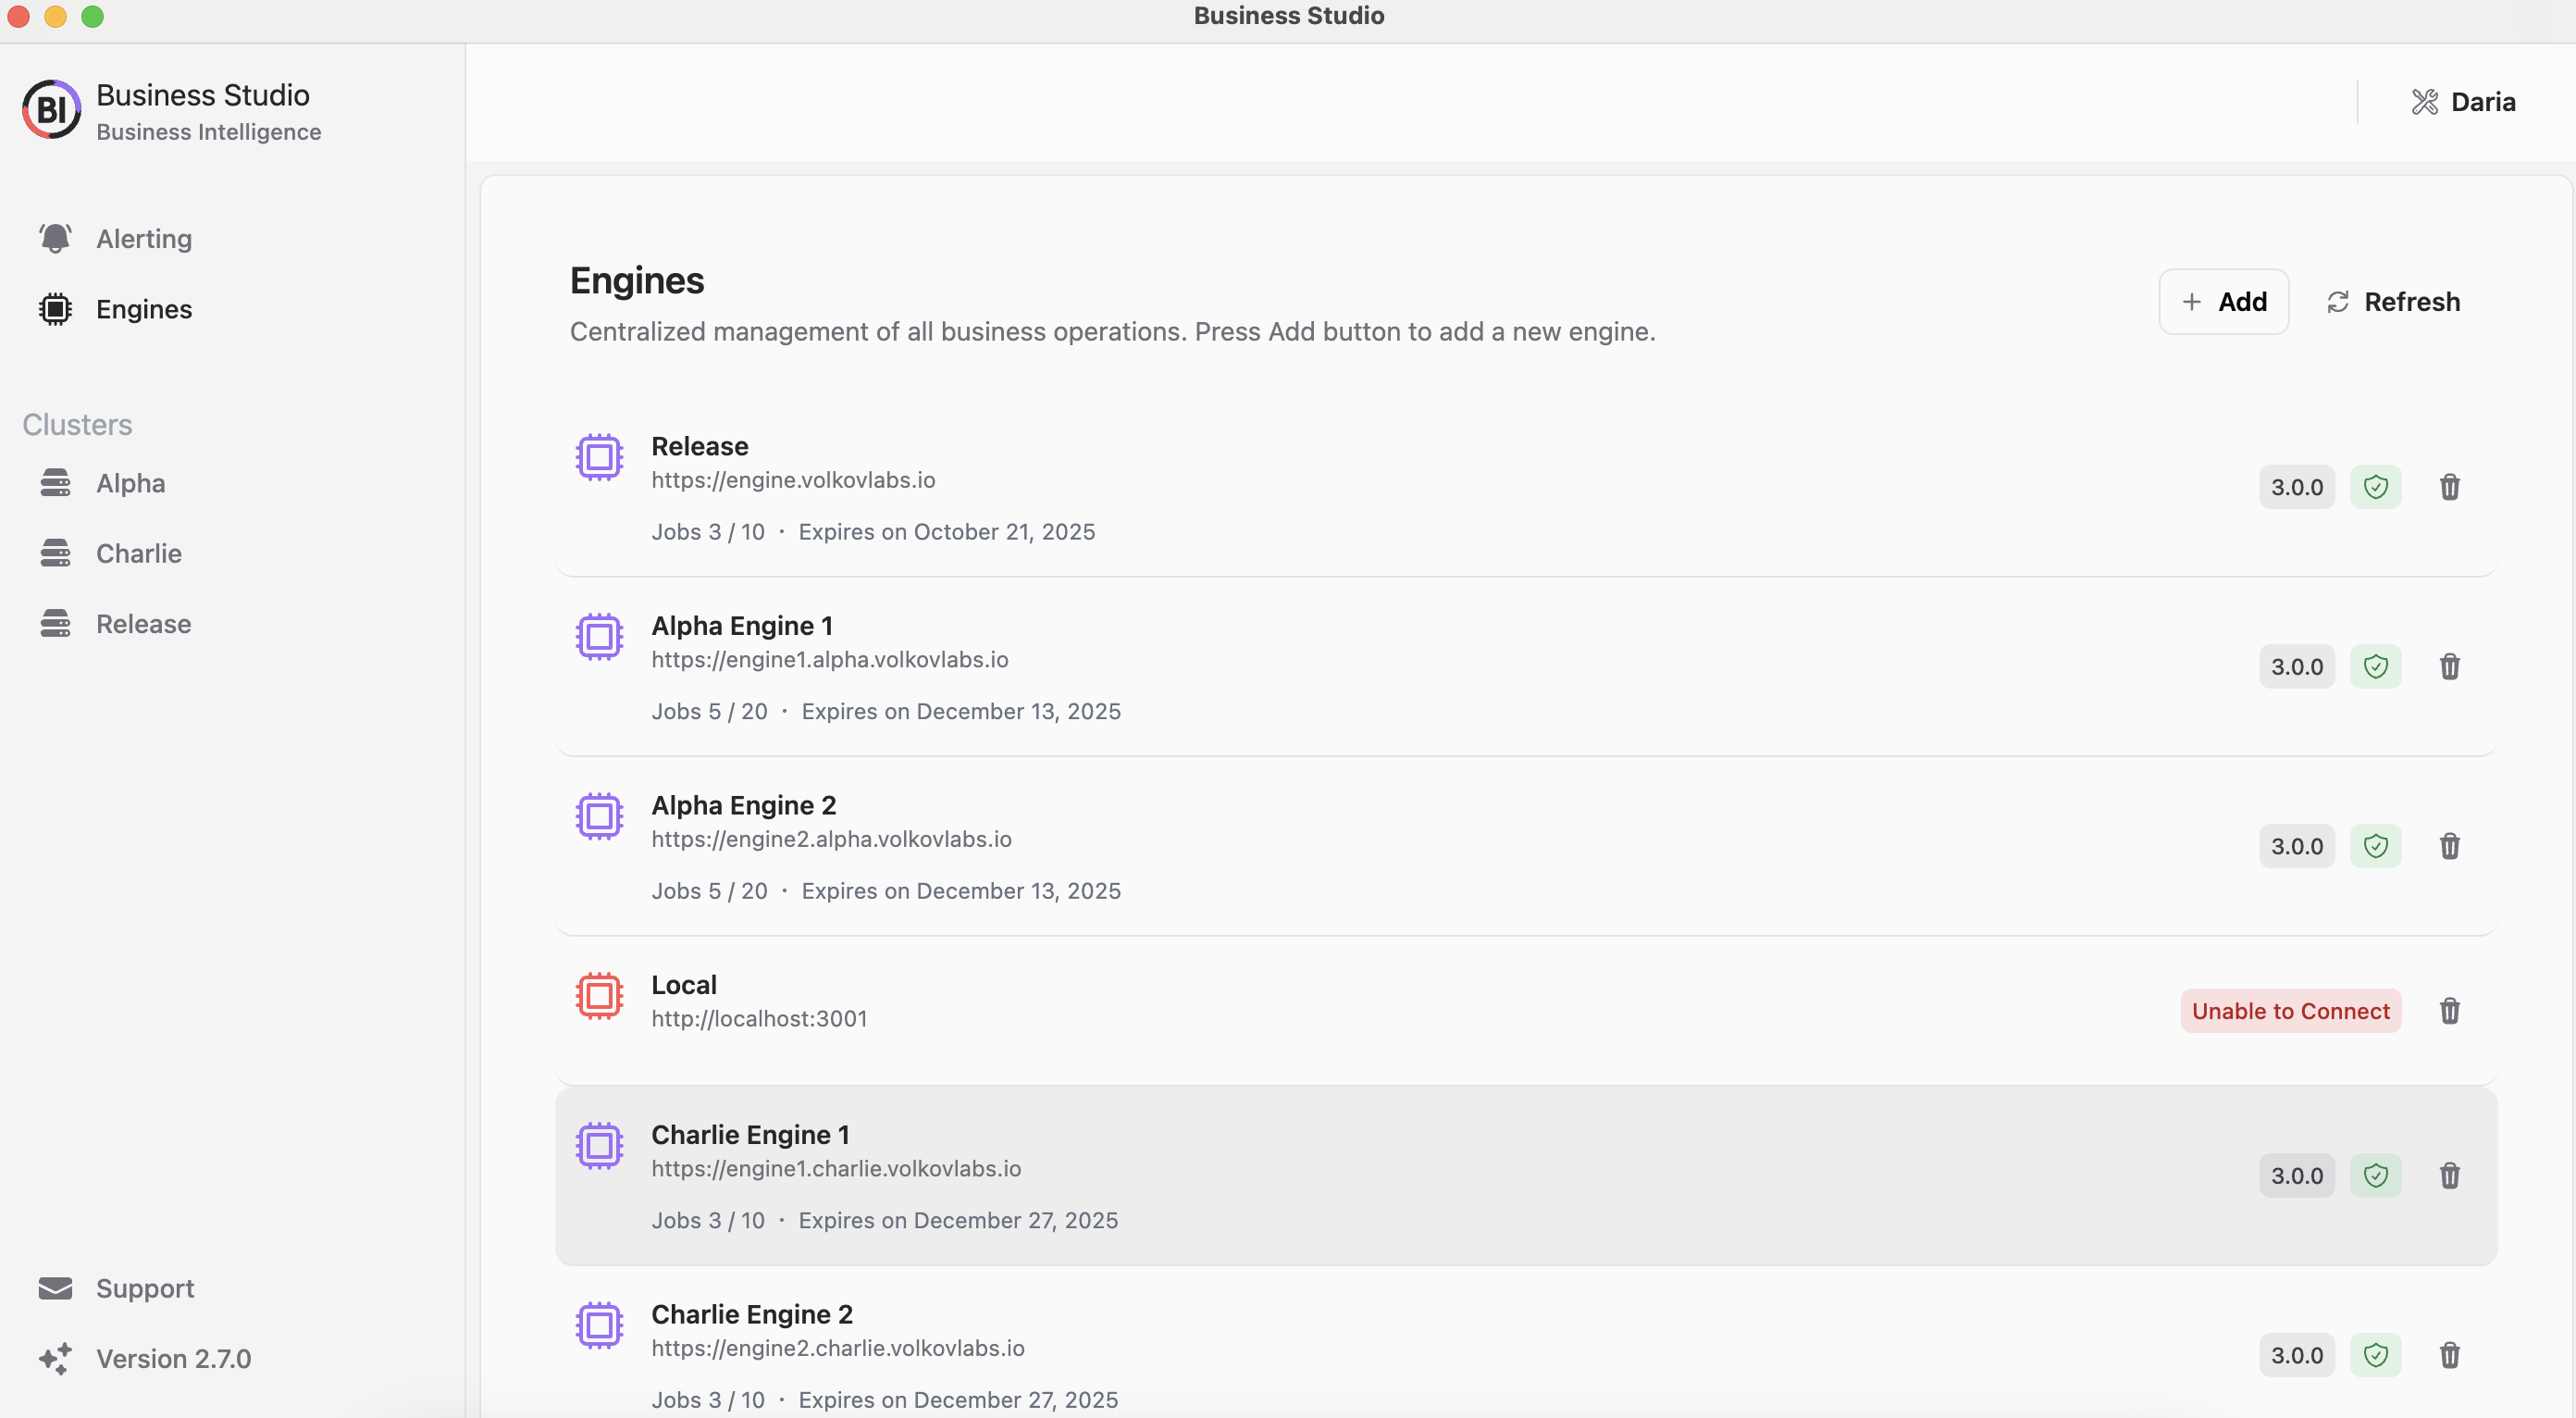 Business Studio
BI
Business Studio
Business Intelligence
Alerting
Engines
Clusters
Alpha
Charlie
Release
Support
Version 2.7.0
Daria
Engines
Centralized management of all business operations. Press Add button to add a new engine.
Add
Refresh
Release
https://engine.volkovlabs.io
Jobs 3 / 10 · Expires on October 21, 2025
3.0.0
Alpha Engine 1
https://engine1.alpha.volkovlabs.io
Jobs 5 / 20 · Expires on December 13, 2025
3.0.0
Alpha Engine 2
https://engine2.alpha.volkovlabs.io
Jobs 5 / 20 · Expires on December 13, 2025
3.0.0
Local
http://localhost:3001
Unable to Connect
Charlie Engine 1
https://engine1.charlie.volkovlabs.io
Jobs 3 / 10 · Expires on December 27, 2025
3.0.0
Charlie Engine 2
https://engine2.charlie.volkovlabs.io
Jobs 3 / 10 · Expires on December 27, 2025
3.0.0